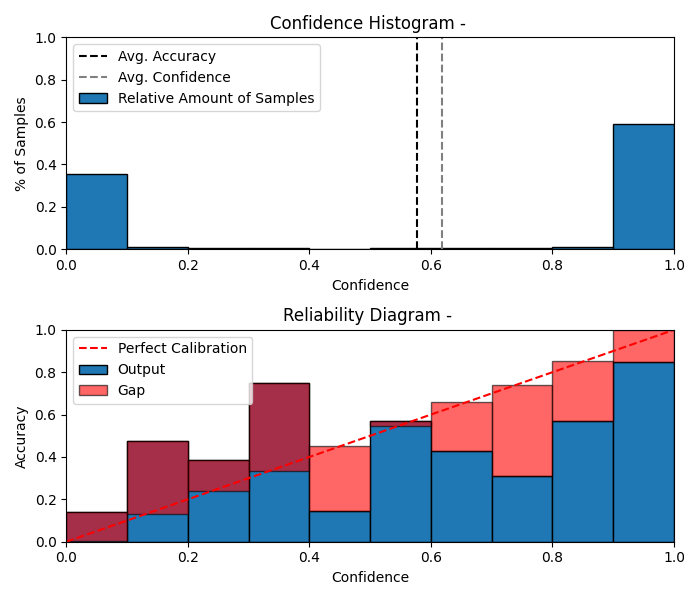 Confidence Histogram -
1.0
0.8
0.6
0.4
0.2
0.0
% of Samples
Avg. Accuracy
Avg. Confidence
Relative Amount of Samples
0.0 0.2 0.4 0.6 0.8 1.0
Confidence
Reliability Diagram -
1.0
0.8
0.6
0.4
0.2
0.0
Accuracy
Perfect Calibration
Output
Gap
0.0 0.2 0.4 0.6 0.8 1.0
Confidence